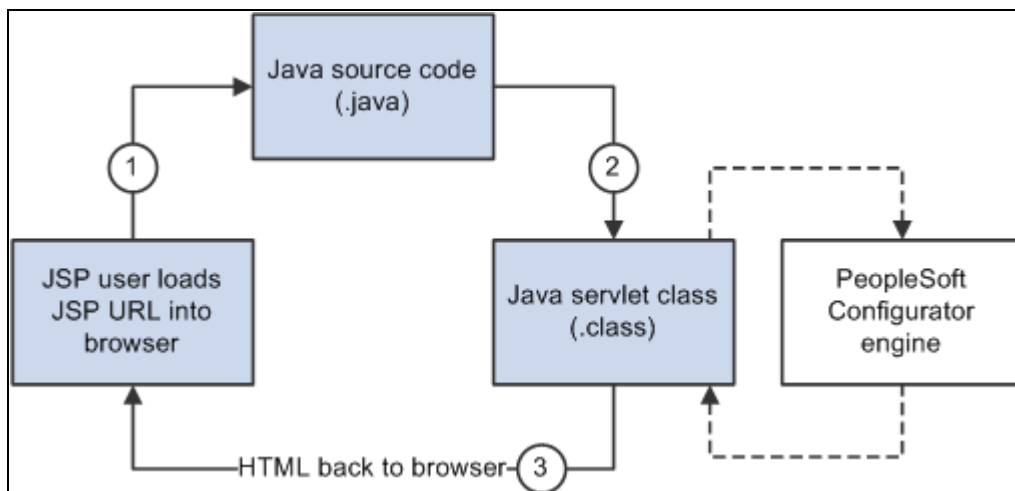 Java source code
(.java)
1
2
JSP user loads
JSP URL into
browser
Java servlet class
(.class)
PeopleSoft
Configurator
engine
HTML back to browser
3